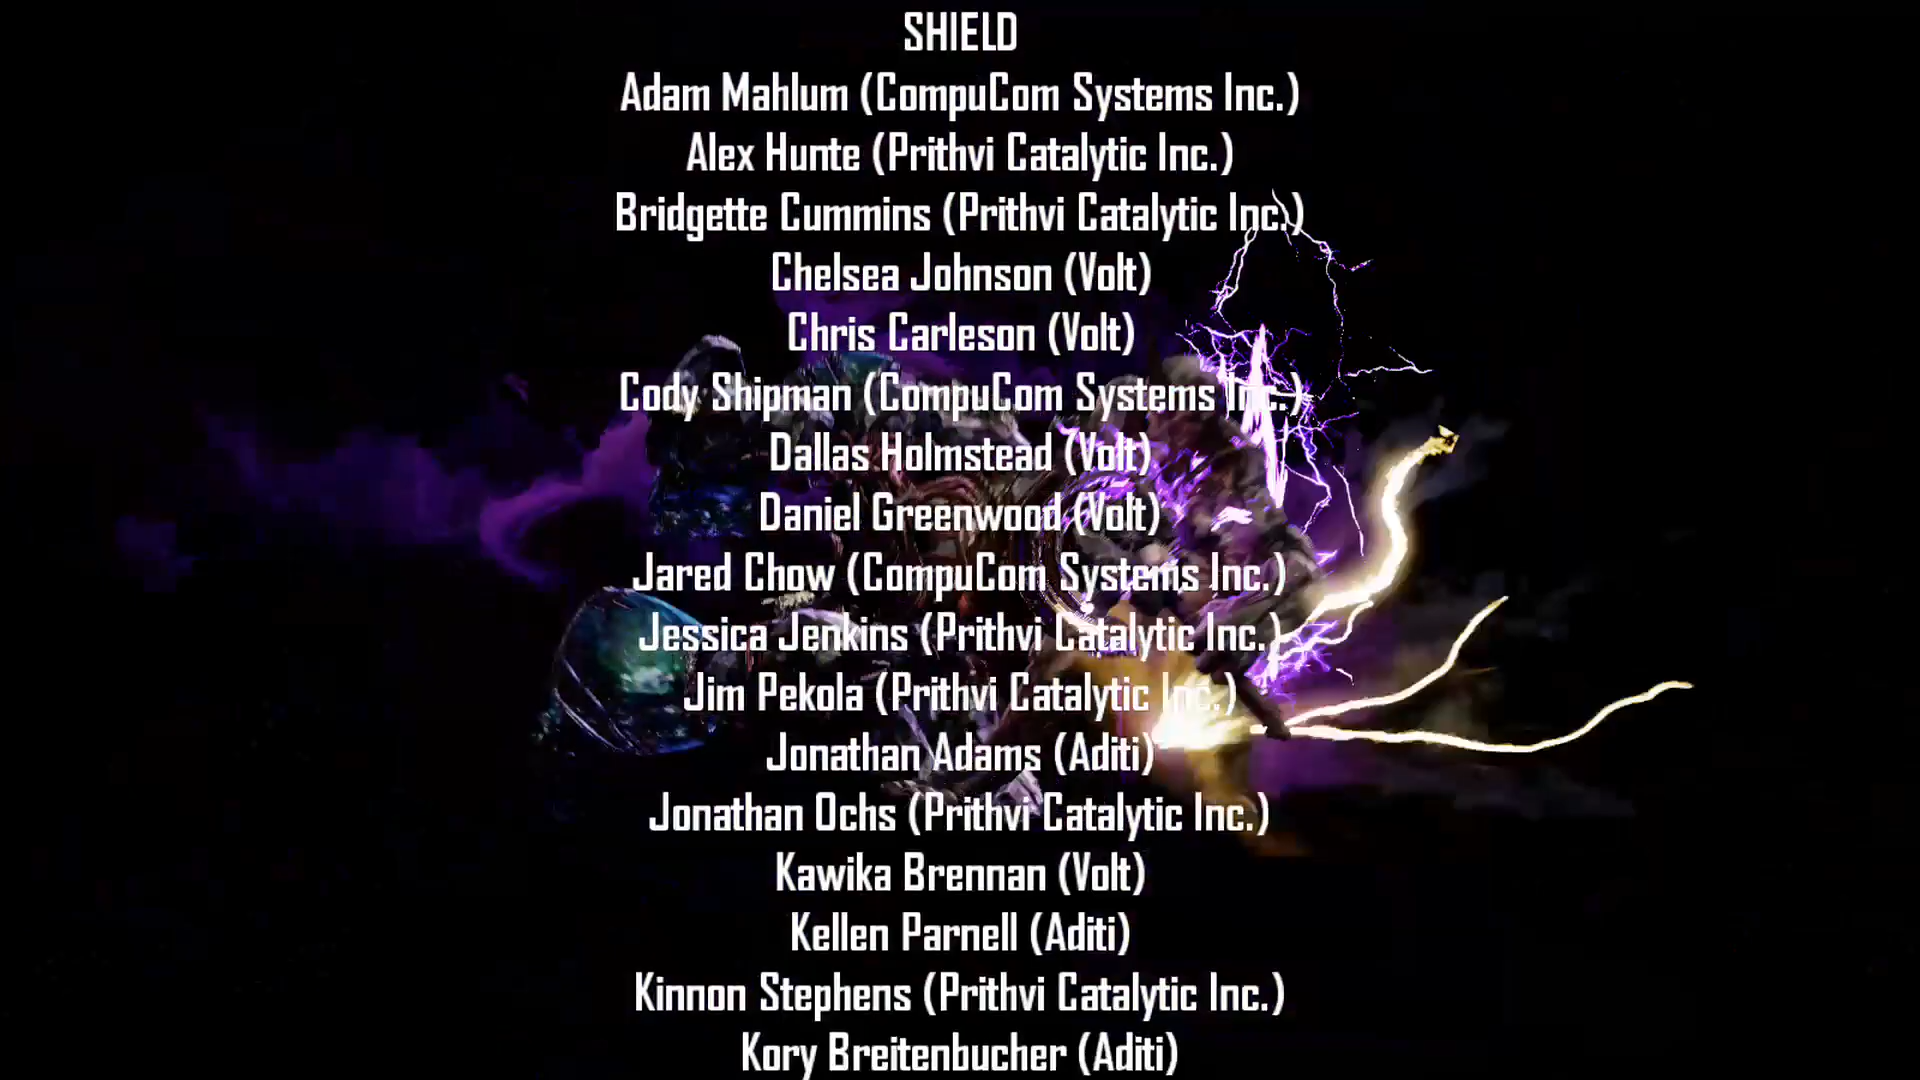 SHIELD
Adam Mahlum (CompuCom Systems Inc.)
Alex Hunte (Prithvi Catalytic Inc.)
Bridgette Cummins (Prithvi Catalytic Inc.)
Chelsea Johnson (Volt)
Chris Carleson (Volt)
Cody Shipman (CompuCom Systems Inc.)
Dallas Holmstead (Volt)
Daniel Greenwood (Volt)
Jared Chow (CompuCom Systems Inc.)
Jessica Jenkins (Prithvi Catalytic Inc.)
Jim Pekola (Prithvi Catalytic Inc.)
Jonathan Adams (Aditi)
Jonathan Ochs (Prithvi Catalytic Inc.)
Kawika Brennan (Volt)
Kellen Parnell (Aditi)
Kinnon Stephens (Prithvi Catalytic Inc.)
Kory Breitenbucher (Aditi)